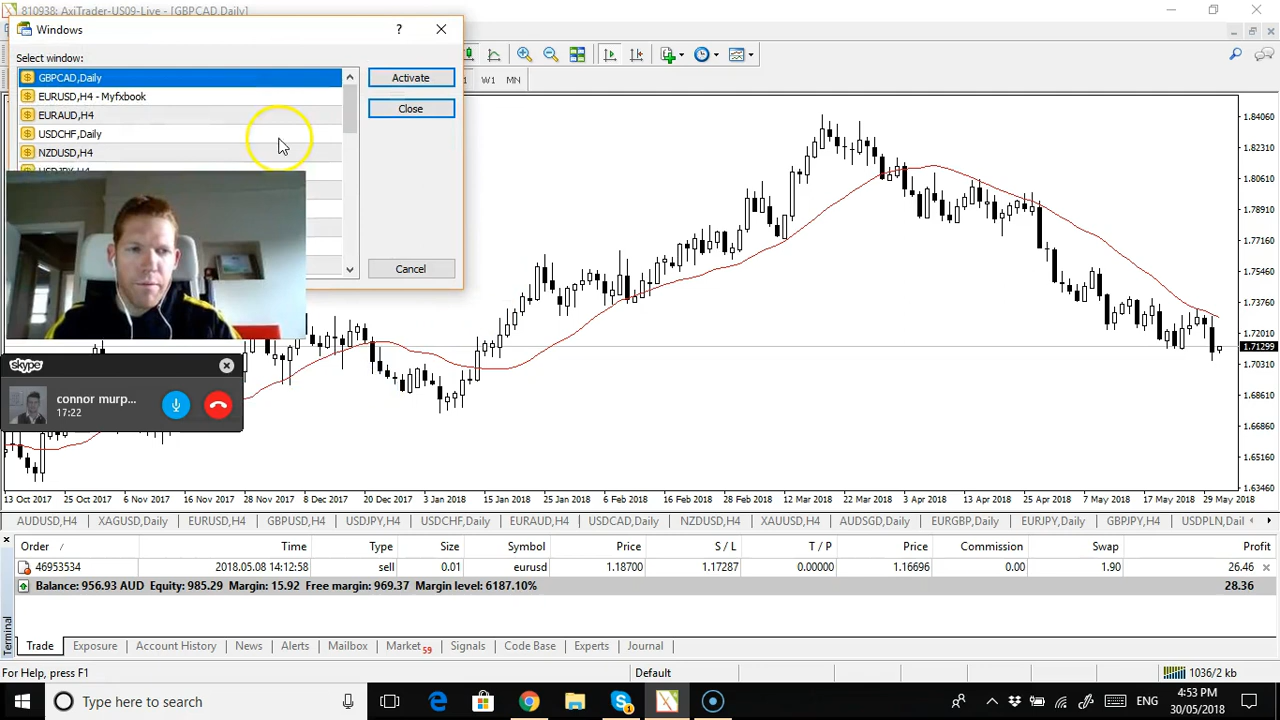 810938: AxiTrader-US09-Live - [GBPCAD,Daily]
Windows
?
Select window:
GBPCAD,Daily
EURUSD,H4 - Myfxbook
EURAUD,H4
USDCHF,Daily
NZDUSD,H4
Activate
Close
Cancel
W1 MN
1.8406
1.82310
1.80610
1.78910
1.77160
1.75460
1.73760
1.72010
1.71299
1.70310
1.68610
1.66860
1.65160
1.63460
skype
connor murp...
17:22
13 Oct 2017 25 Oct 2017 6 Nov 2017 16 Nov 2017 28 Nov 2017 8 Dec 2017 20 Dec 2017 3 Jan 2018 15 Jan 2018 25 Jan 2018 6 Feb 2018 16 Feb 2018 28 Feb 2018 12 Mar 2018 22 Mar 2018 3 Apr 2018 13 Apr 2018 25 Apr 2018 7 May 2018 17 May 2018 29 May 2018
AUDUSD,H4 XAGUSD,Daily EURUSD,H4 GBPUSD,H4 USDJPY,H4 USDCHF,Daily EURAUD,H4 USDCAD,Daily NZDUSD,H4 XAUUSD,H4 AUDSGD,Daily EURGBP,Daily EURJPY,Daily GBPJPY,H4 USDPLN,Dai
Order / Time Type Size Symbol Price S / L T / P Price Commission Swap Profit
46953534 2018.05.08 14:12:58 sell 0.01 eurusd 1.18700 1.17287 0.00000 1.16696 0.00 1.90 26.46
Balance: 956.93 AUD Equity: 985.29 Margin: 15.92 Free margin: 969.37 Margin level: 6187.10% 28.36
Terminal
Trade Exposure Account History News Alerts Mailbox Market 59 Signals Code Base Experts Journal
For Help, press F1 Default 1036/2 kb
Type here to search
ENG
4:53 PM
30/05/2018